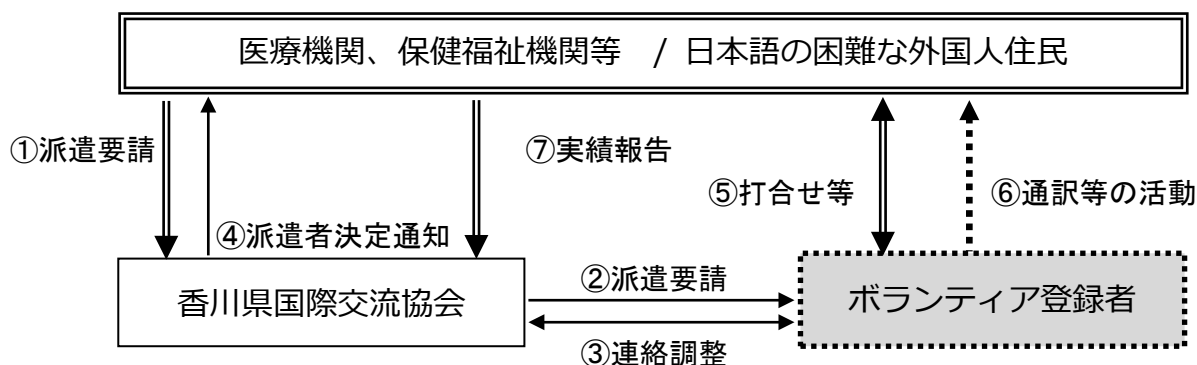 医療機関、保健福祉機関等 / 日本語の困難な外国人住民
①派遣要請
⑦実績報告
⑤打合せ等
⑥通訳等の活動
④派遣者決定通知
香川県国際交流協会
②派遣要請
③連絡調整
ボランティア登録者